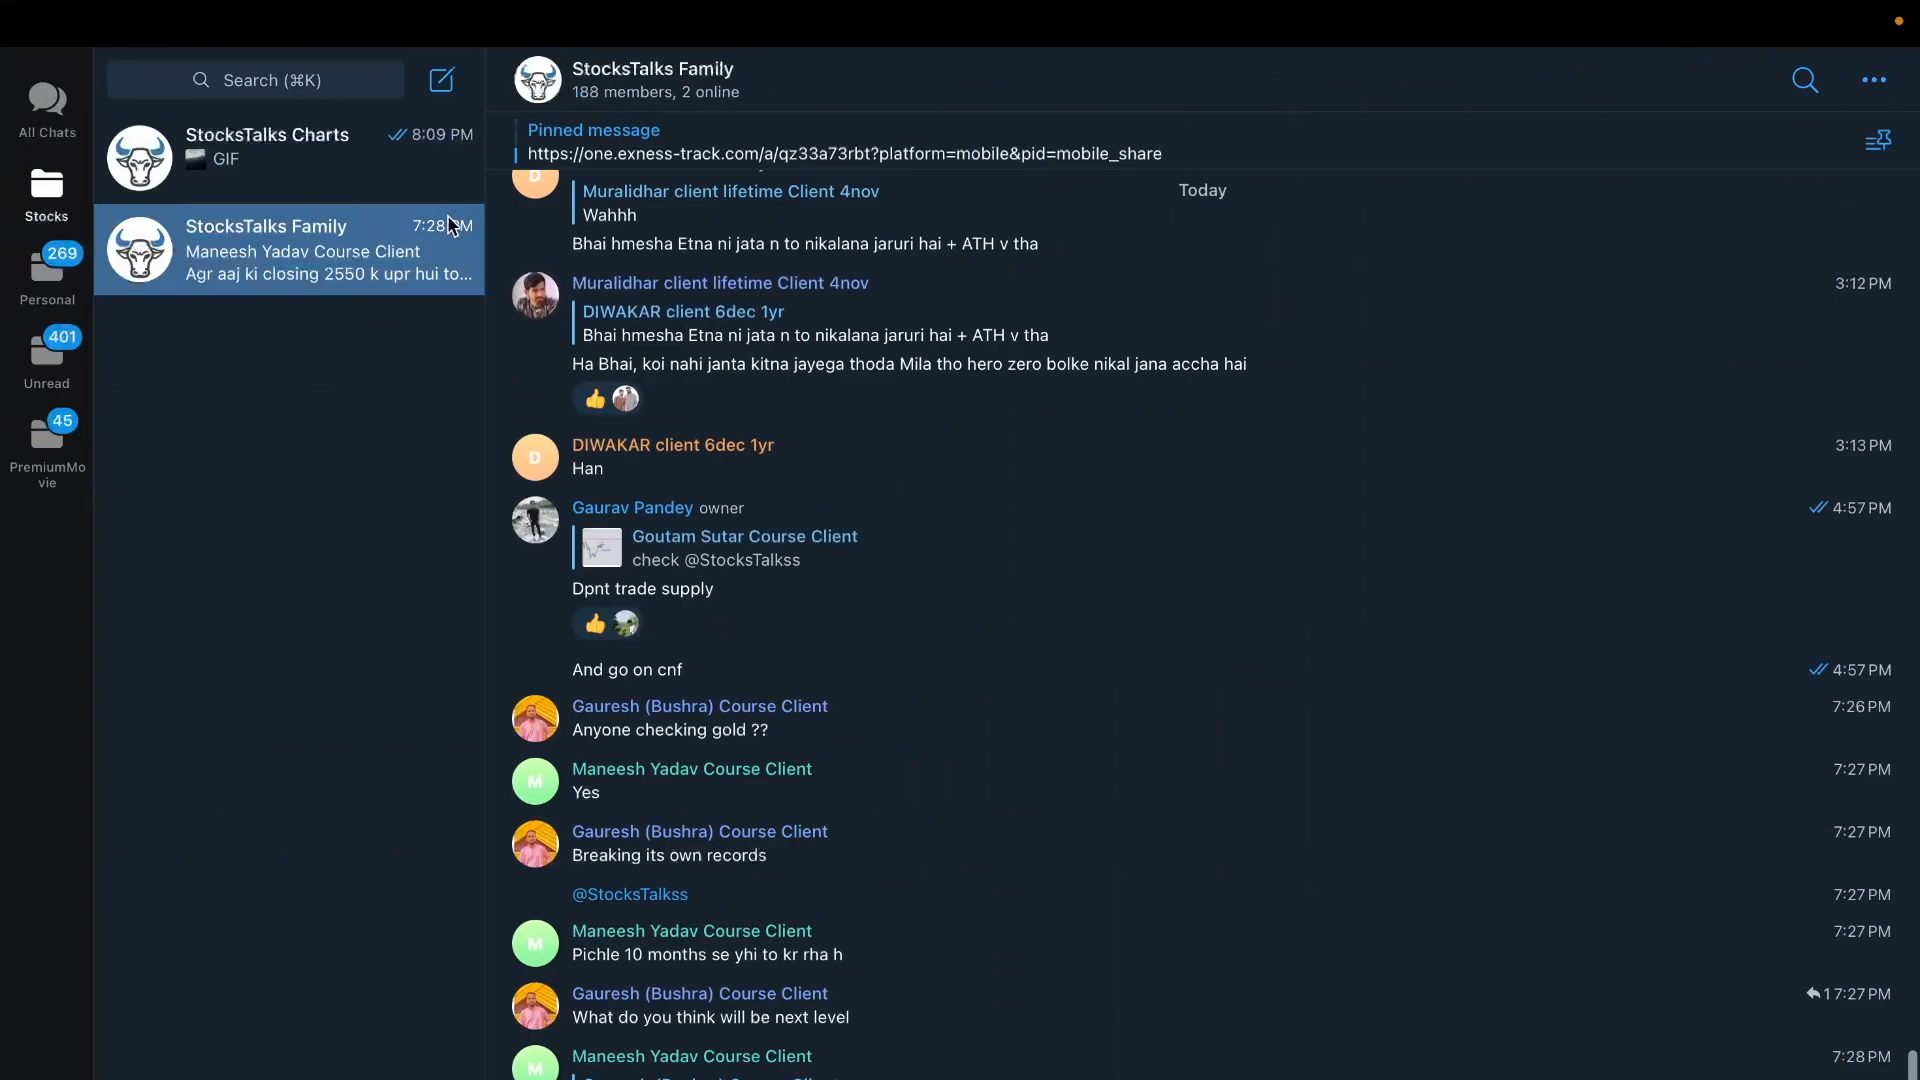 Search (⌘K)
All Chats
Stocks
269
Personal
401
Unread
45
PremiumMo
vie
StocksTalks Charts
8:09 PM
GIF
StocksTalks Family
7:28
Maneesh Yadav Course Client
Agr aaj ki closing 2550 k upr hui to...
StocksTalks Family
188 members, 2 online
Pinned message
https://one.exness-track.com/a/qz33a73rbt?platform=mobile&pid=mobile_share
Today
D
Muralidhar client lifetime Client 4nov
Wahhh
Bhai hmesha Etna ni jata n to nikalana jaruri hai + ATH v tha
Muralidhar client lifetime Client 4nov
3:12 PM
DIWAKAR client 6dec 1yr
Bhai hmesha Etna ni jata n to nikalana jaruri hai + ATH v tha
Ha Bhai, koi nahi janta kitna jayega thoda Mila tho hero zero bolke nikal jana accha hai
D
DIWAKAR client 6dec 1yr
3:13 PM
Han
Gaurav Pandey owner
4:57 PM
Goutam Sutar Course Client
check @StocksTalkss
Dpnt trade supply
And go on cnf
4:57 PM
Gauresh (Bushra) Course Client
7:26 PM
Anyone checking gold ??
M
Maneesh Yadav Course Client
7:27 PM
Yes
Gauresh (Bushra) Course Client
7:27 PM
Breaking its own records
@StocksTalkss
7:27 PM
M
Maneesh Yadav Course Client
7:27 PM
Pichle 10 months se yhi to kr rha h
Gauresh (Bushra) Course Client
1 7:27 PM
What do you think will be next level
M
Maneesh Yadav Course Client
7:28 PM